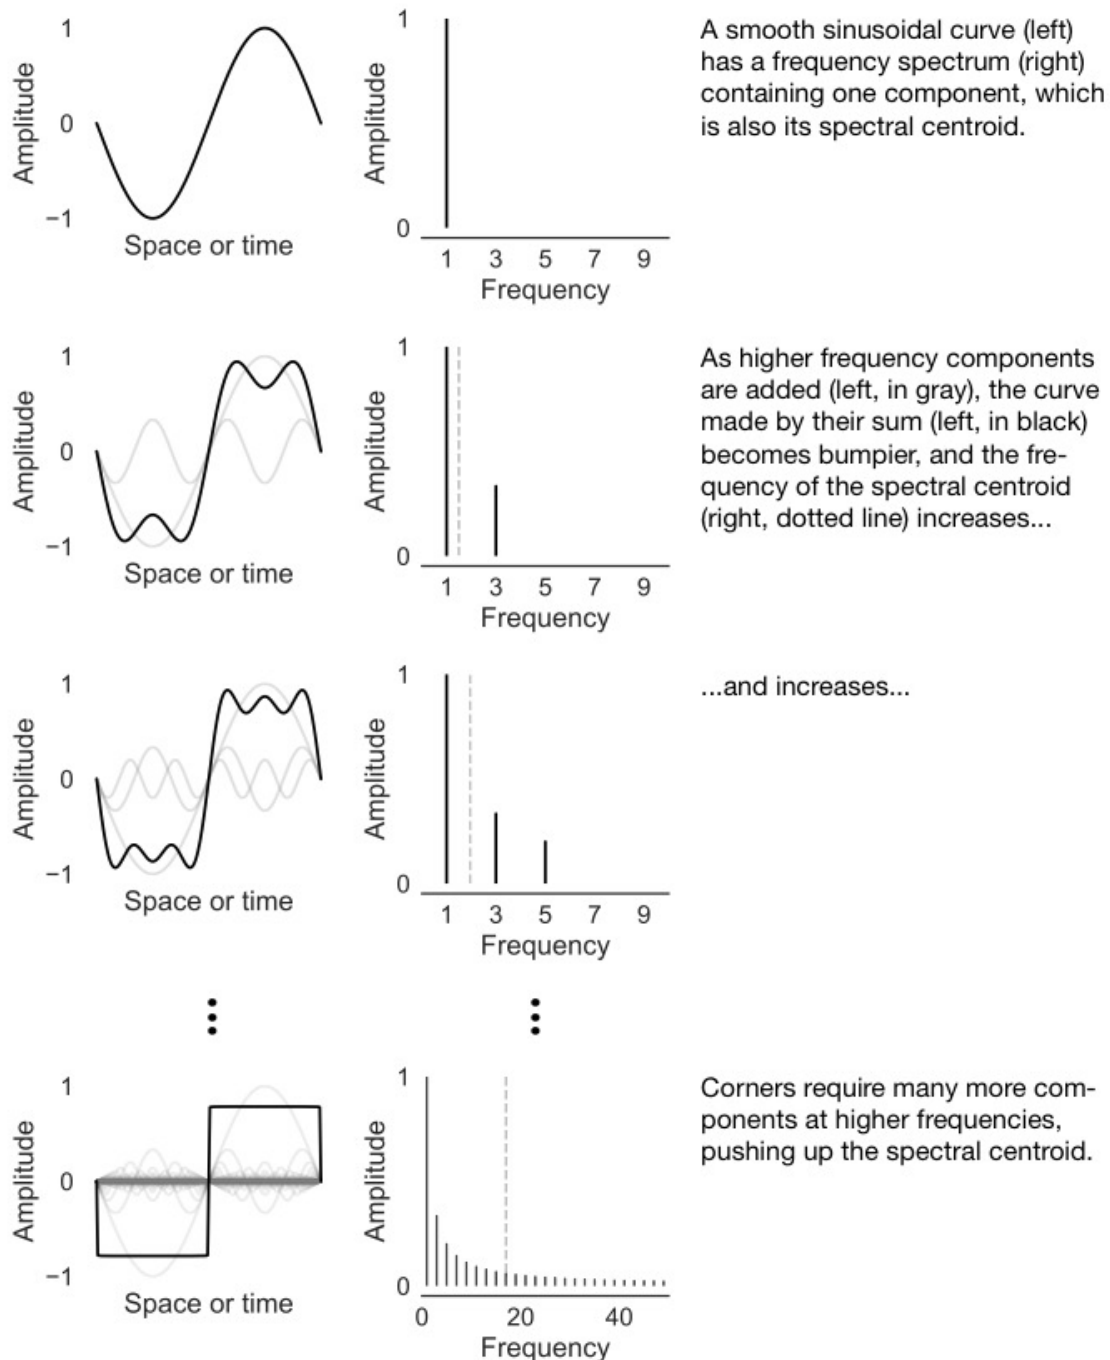 1
0
−1
Amplitude
Space or time
1
0
Amplitude
1 3 5 7 9
Frequency
A smooth sinusoidal curve (left)
has a frequency spectrum (right)
containing one component, which
is also its spectral centroid.
1
0
−1
Amplitude
Space or time
1
0
Amplitude
1 3 5 7 9
Frequency
As higher frequency components
are added (left, in gray), the curve
made by their sum (left, in black)
becomes bumpier, and the fre-
quency of the spectral centroid
(right, dotted line) increases...
1
0
−1
Amplitude
Space or time
1
0
Amplitude
1 3 5 7 9
Frequency
...and increases...
1
0
−1
Amplitude
Space or time
1
0
Amplitude
0 20 40
Frequency
Corners require many more com-
ponents at higher frequencies,
pushing up the spectral centroid.